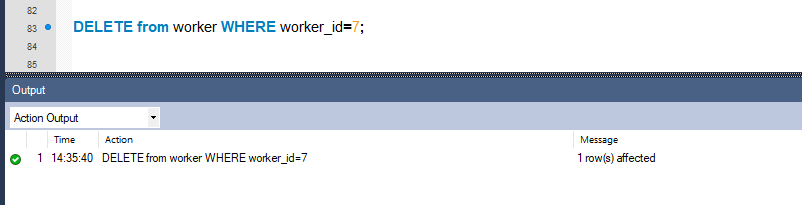 82
83 DELETE from worker WHERE worker_id=7;
84
85
Output
Action Output
Time Action Message
1 14:35:40 DELETE from worker WHERE worker_id=7 1 row(s) affected